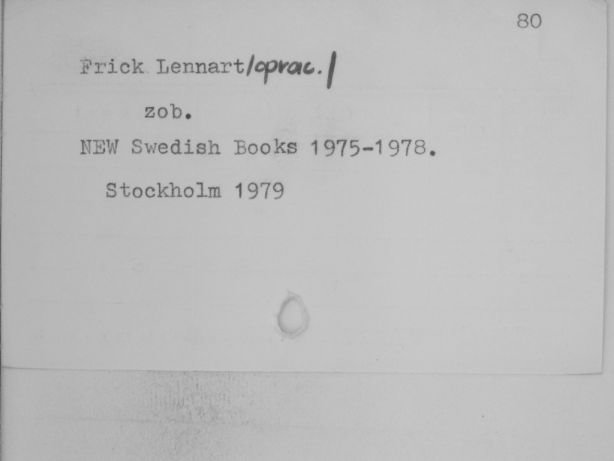 80
Frick Lennart/oprac./
zob.
NEW Swedish Books 1975-1978.
Stockholm 1979